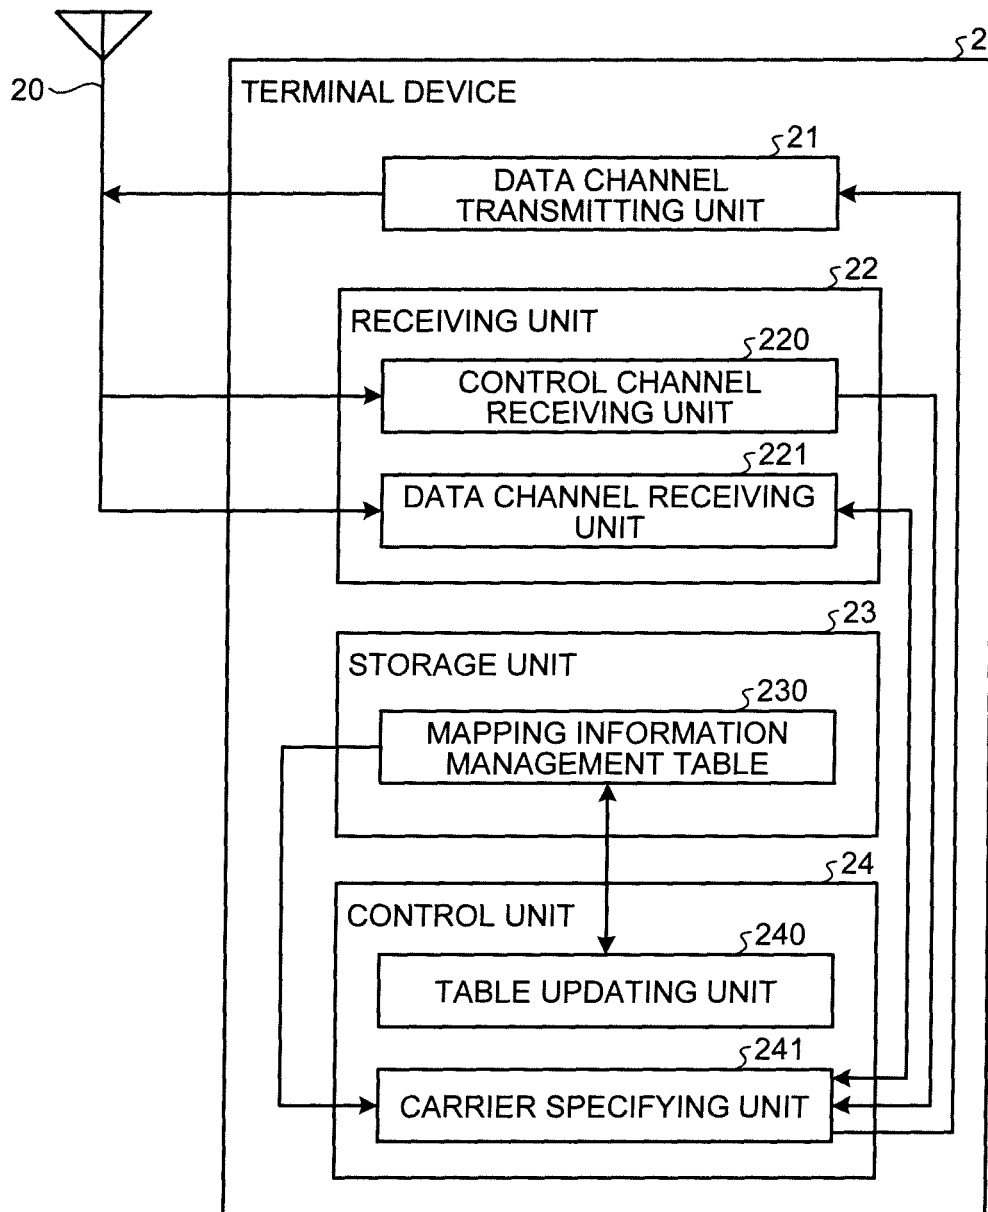 2
20
TERMINAL DEVICE
21
DATA CHANNEL
TRANSMITTING UNIT
22
RECEIVING UNIT
220
CONTROL CHANNEL
RECEIVING UNIT
221
DATA CHANNEL RECEIVING
UNIT
23
STORAGE UNIT
230
MAPPING INFORMATION
MANAGEMENT TABLE
24
CONTROL UNIT
240
TABLE UPDATING UNIT
241
CARRIER SPECIFYING UNIT